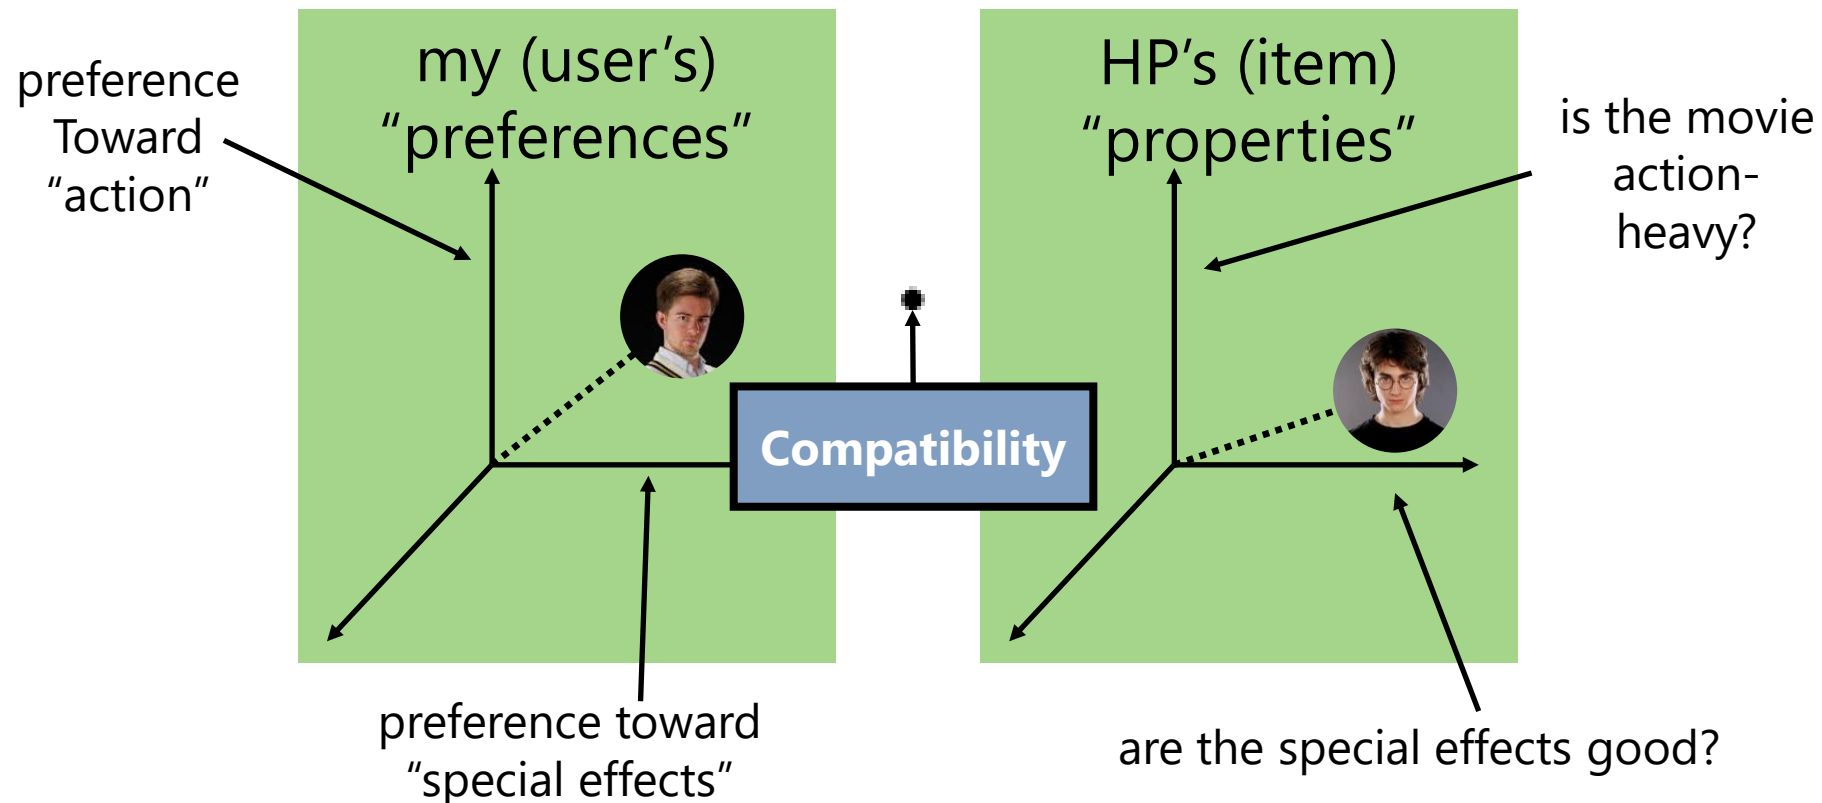 preference
Toward
“action”
my (user’s)
“preferences”
HP’s (item)
“properties”
is the movie
action-
heavy?
Compatibility
preference toward
“special effects”
are the special effects good?